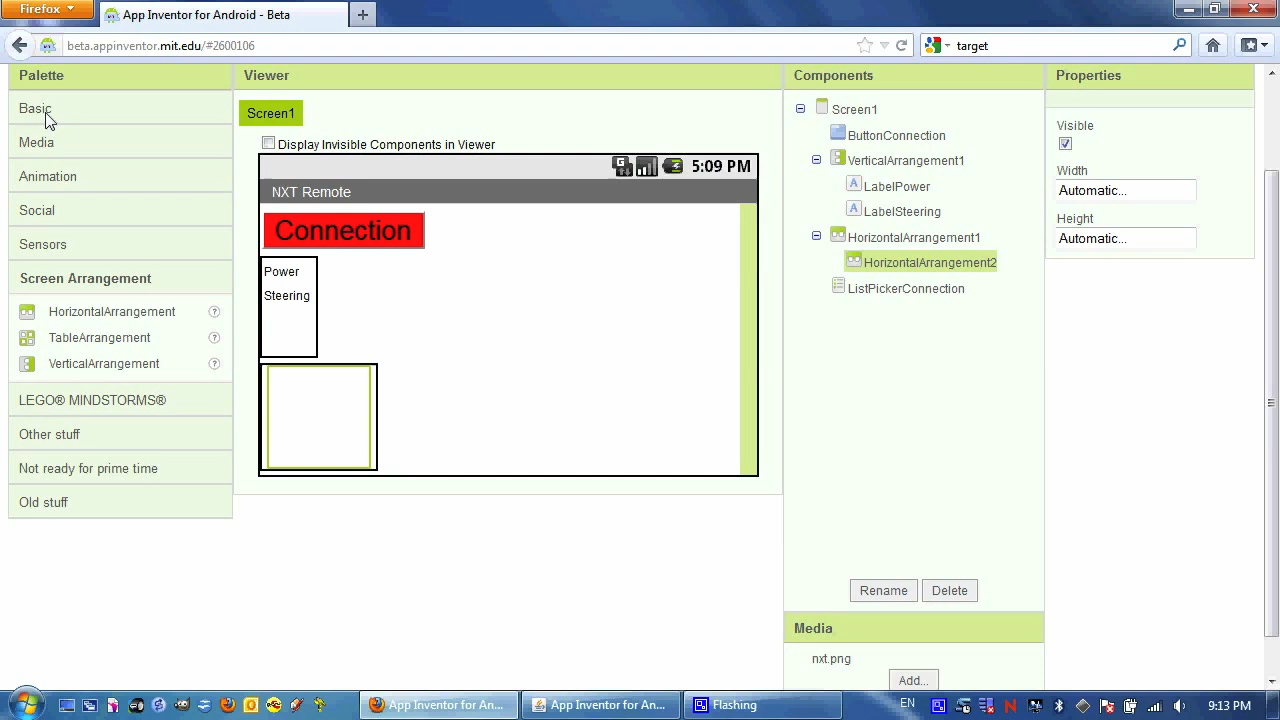 Firefox
App Inventor for Android - Beta
beta.appinventor.mit.edu/#2600106
target
Palette
Basic
Media
Animation
Social
Sensors
Screen Arrangement
HorizontalArrangement
TableArrangement
VerticalArrangement
LEGO® MINDSTORMS®
Other stuff
Not ready for prime time
Old stuff
Viewer
Screen1
Display Invisible Components in Viewer
5:09 PM
NXT Remote
Connection
Power
Steering
Components
Screen1
ButtonConnection
VerticalArrangement1
LabelPower
LabelSteering
HorizontalArrangement1
HorizontalArrangement2
ListPickerConnection
Rename
Delete
Media
nxt.png
Add...
Properties
Visible
Width
Automatic...
Height
Automatic...
App Inventor for An...
App Inventor for An...
Flashing
EN
9:13 PM